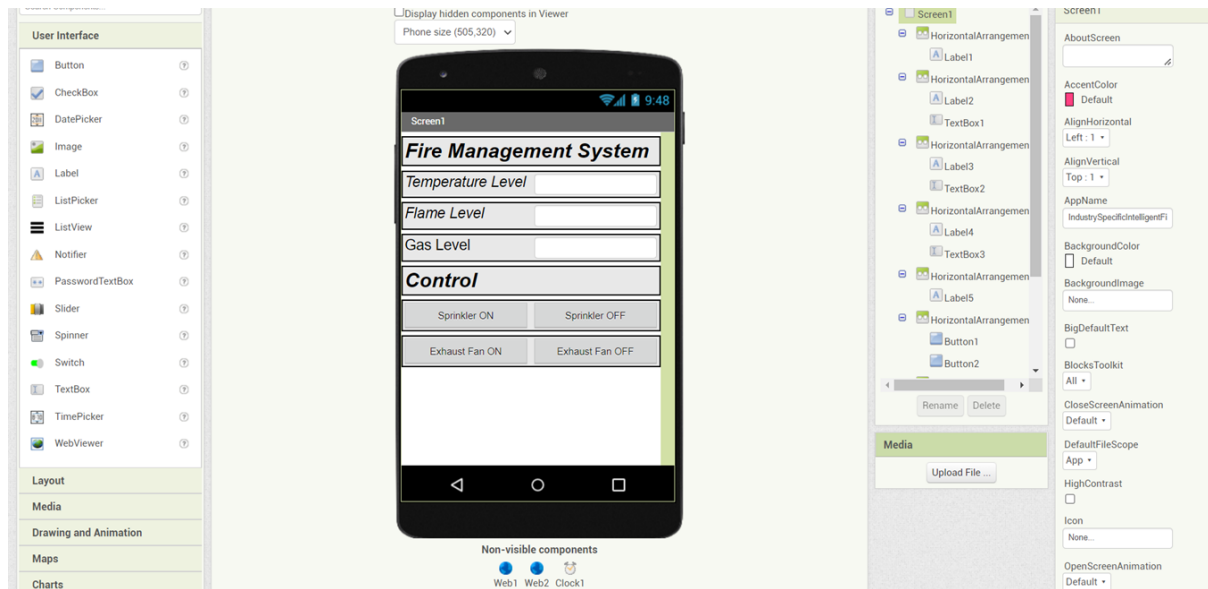 Display hidden components in Viewer
Phone size (505,320)
User Interface
Button
CheckBox
DatePicker
Image
Label
ListPicker
ListView
Notifier
PasswordTextBox
Slider
Spinner
Switch
TextBox
TimePicker
WebViewer
Layout
Media
Drawing and Animation
Maps
Charts
9:48
Screen1
Fire Management System
Temperature Level
Flame Level
Gas Level
Control
Sprinkler ON Sprinkler OFF
Exhaust Fan ON Exhaust Fan OFF
Non-visible components
Web1 Web2 Clock1
Screen1
HorizontalArrangemen
Label1
HorizontalArrangemen
Label2
TextBox1
HorizontalArrangemen
Label3
TextBox2
HorizontalArrangemen
Label4
TextBox3
HorizontalArrangemen
Label5
HorizontalArrangemen
Button1
Button2
Rename Delete
Media
Upload File ...
Screen1
AboutScreen
AccentColor
Default
AlignHorizontal
Left : 1
AlignVertical
Top : 1
AppName
IndustrySpecificIntelligentFi
BackgroundColor
Default
BackgroundImage
None...
BigDefaultText
BlocksToolkit
All
CloseScreenAnimation
Default
DefaultFileScope
App
HighContrast
Icon
None...
OpenScreenAnimation
Default